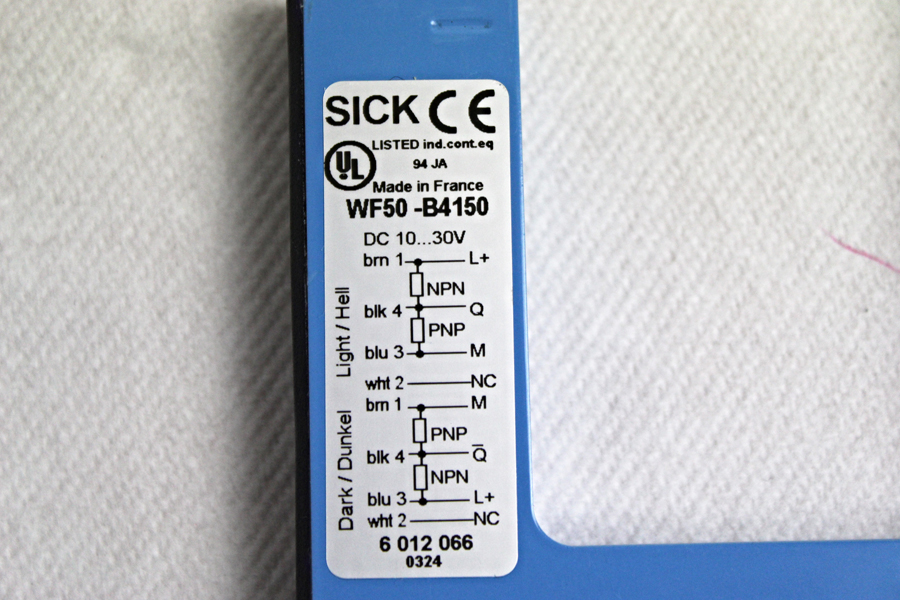 SICK CE
LISTED ind.cont.eq
UL
94 JA
Made in France
WF50 -B4150
DC 10...30V
brn 1 L+
NPN
blk 4 Q
PNP
blu 3 M
wht 2 NC
Light / Hell
brn 1 M
PNP
blk 4 Q̅
NPN
blu 3 L+
wht 2 NC
Dark / Dunkel
6 012 066
0324